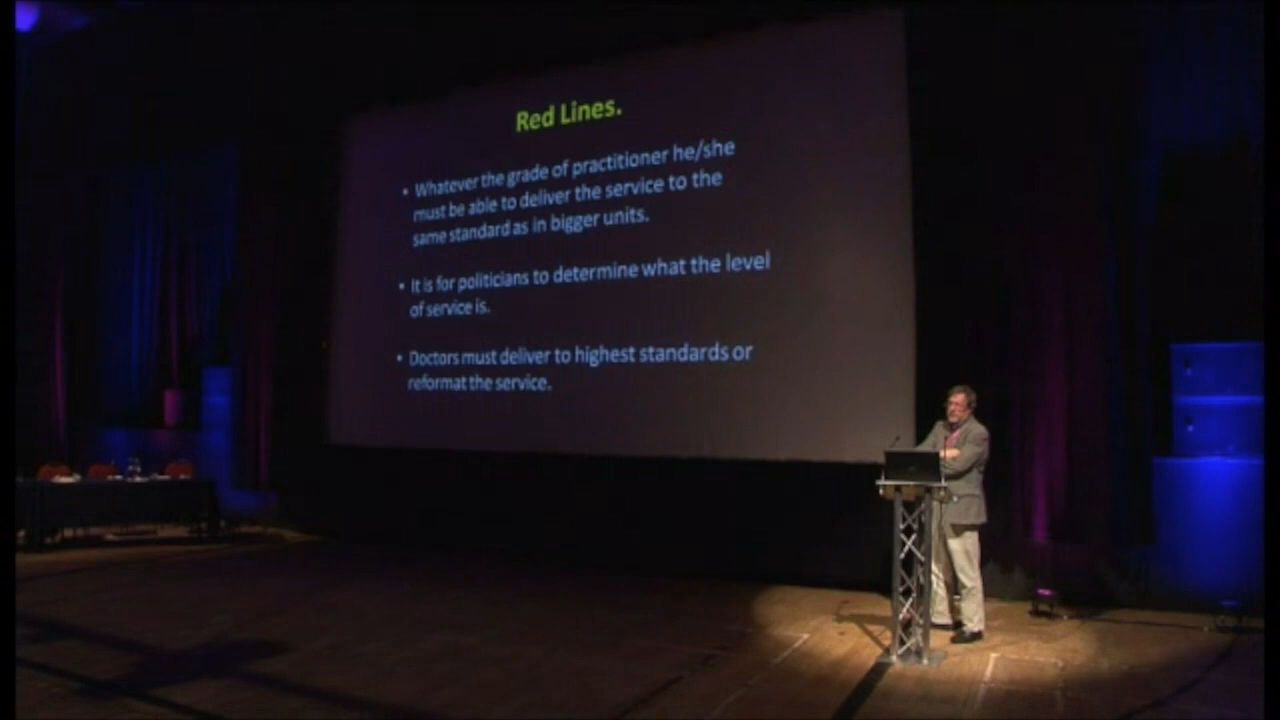 Red Lines.
• Whatever the grade of practitioner he/she
must be able to deliver the service to the
same standard as in bigger units.
• It is for politicians to determine what the level
of service is.
• Doctors must deliver to highest standards or
reformat the service.